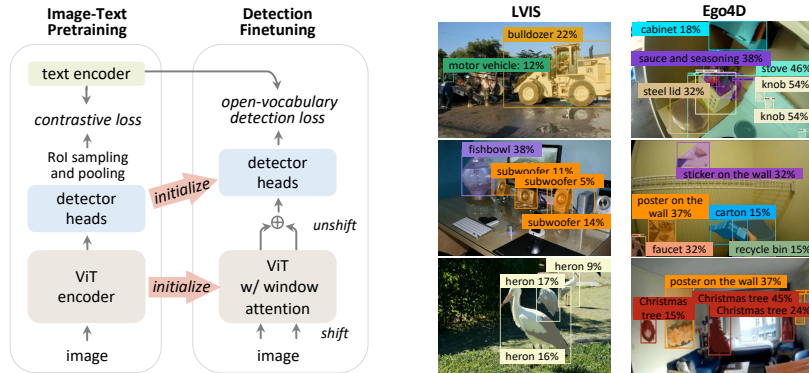 Image-Text
Pretraining
Detection
Finetuning
text encoder
contrastive loss
open-vocabulary
detection loss
RoI sampling
and pooling
detector
heads
initialize
detector
heads
unshift
ViT
encoder
initialize
ViT
w/ window
attention
shift
image
image
LVIS
bulldozer 22%
motor vehicle: 12%
fishbowl 38%
subwoofer 11%
subwoofer 5%
subwoofer 14%
heron 9%
heron 17%
heron 16%
Ego4D
cabinet 18%
sauce and seasoning 38%
stove 46%
steel lid 32%
knob 54%
knob 54%
sticker on the wall 32%
poster on the
wall 37%
carton 15%
faucet 32%
recycle bin 15%
poster on the wall 37%
Christmas
tree 15%
Christmas tree 45%
Christmas tree 24%